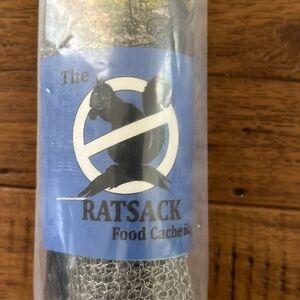 The
RATSACK
Food Cache